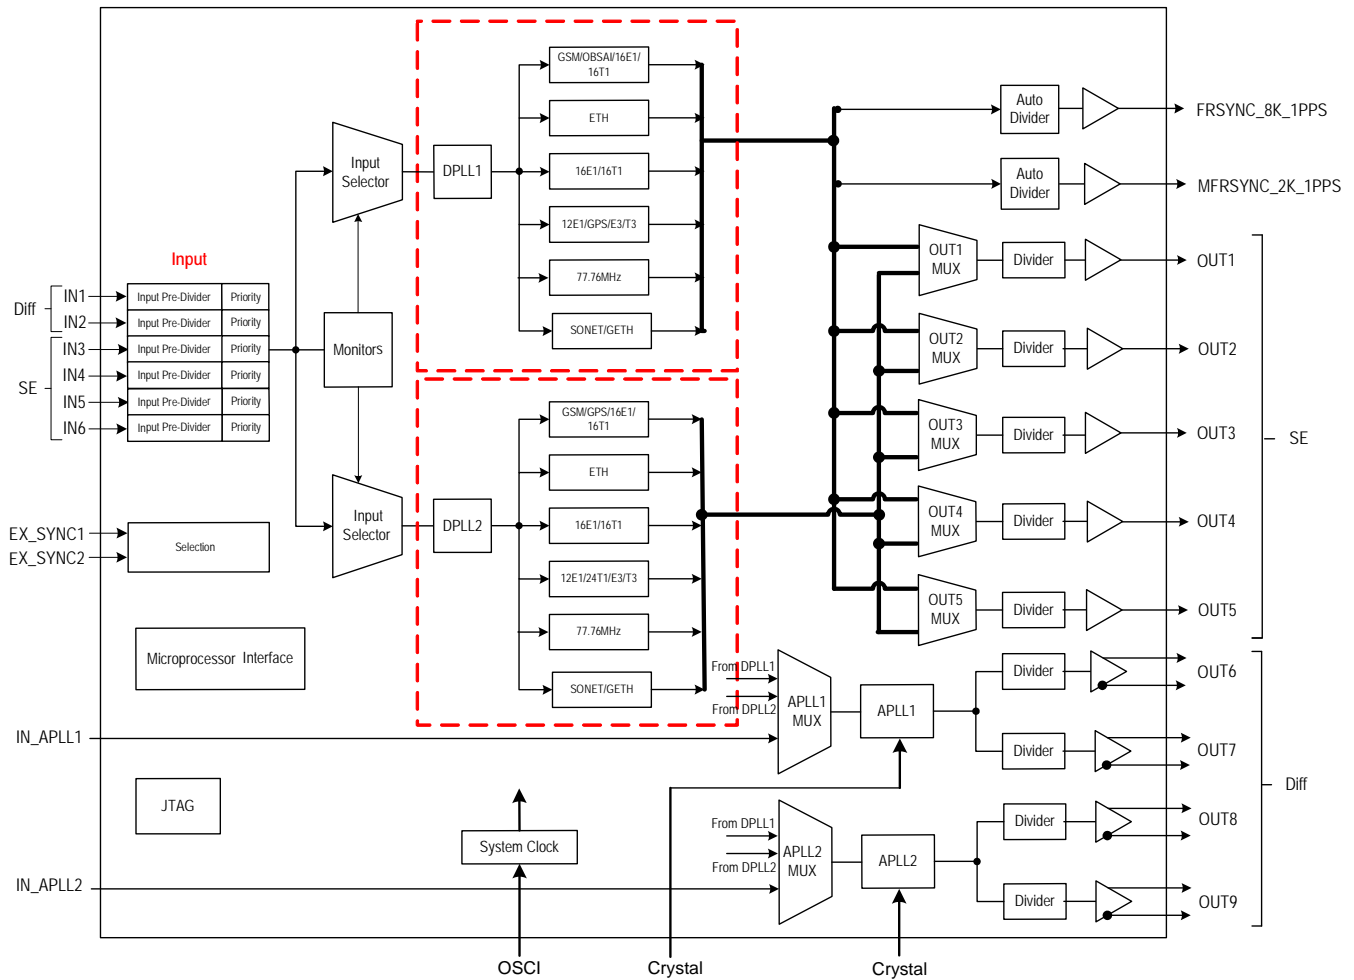 GSM/OBSAI/16E1/
16T1
ETH
16E1/16T1
12E1/GPS/E3/T3
77.76MHz
SONET/GETH
DPLL1
Input
Selector
Auto
Divider
FRSYNC_8K_1PPS
Auto
Divider
MFRSYNC_2K_1PPS
Input
Diff
IN1
Input Pre-Divider
Priority
IN2
Input Pre-Divider
Priority
SE
IN3
Input Pre-Divider
Priority
IN4
Input Pre-Divider
Priority
IN5
Input Pre-Divider
Priority
IN6
Input Pre-Divider
Priority
Monitors
OUT1
MUX
Divider
OUT1
OUT2
MUX
Divider
OUT2
OUT3
MUX
Divider
OUT3
SE
OUT4
MUX
Divider
OUT4
OUT5
MUX
Divider
OUT5
GSM/GPS/16E1/
16T1
ETH
16E1/16T1
12E1/24T1/E3/T3
77.76MHz
SONET/GETH
DPLL2
Input
Selector
EX_SYNC1
EX_SYNC2
Selection
Microprocessor Interface
JTAG
IN_APLL1
From DPLL1
From DPLL2
APLL1
MUX
APLL1
Divider
OUT6
Divider
OUT7
Diff
System Clock
IN_APLL2
From DPLL1
From DPLL2
APLL2
MUX
APLL2
Divider
OUT8
Divider
OUT9
OSCI
Crystal
Crystal